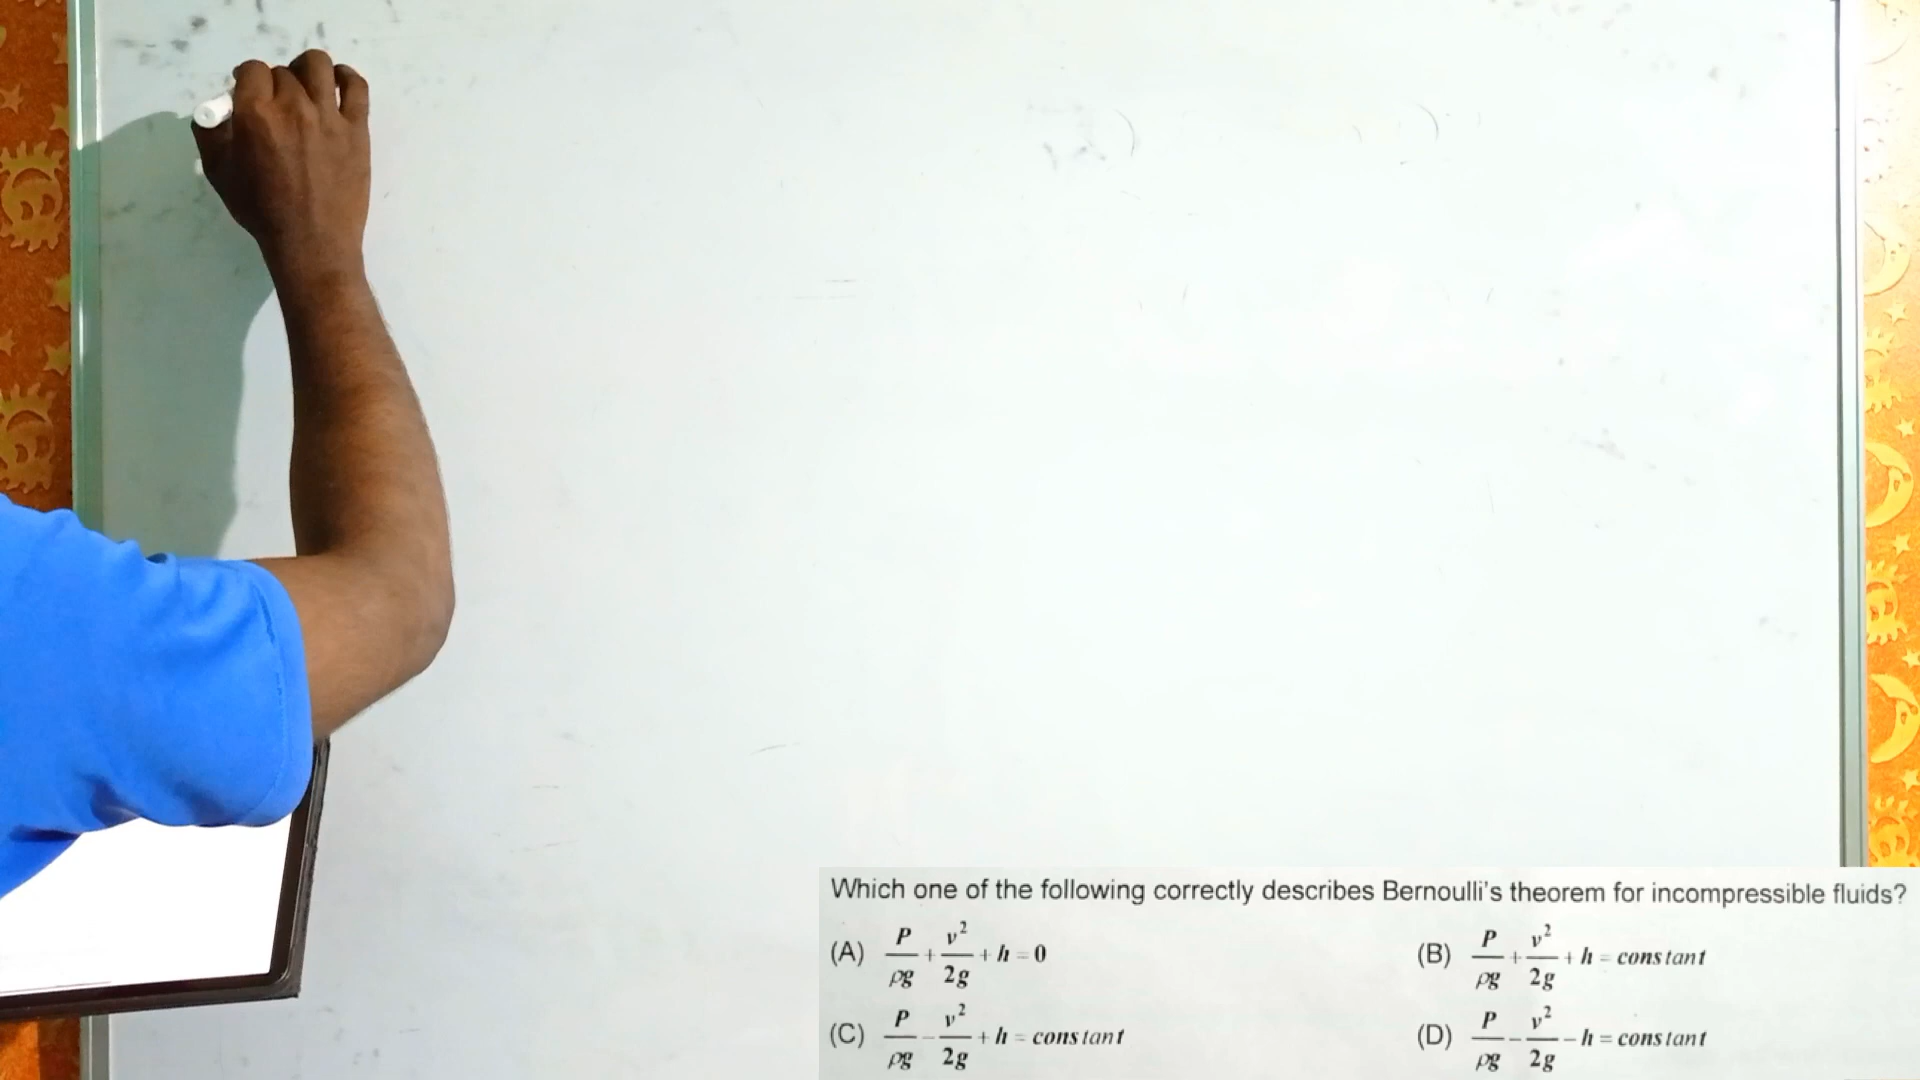 Which one of the following correctly describes Bernoulli's theorem for incompressible fluids?
(A) P/ρg + v²/2g + h = 0
(B) P/ρg + v²/2g + h = constant
(C) P/ρg - v²/2g + h = constant
(D) P/ρg - v²/2g - h = constant